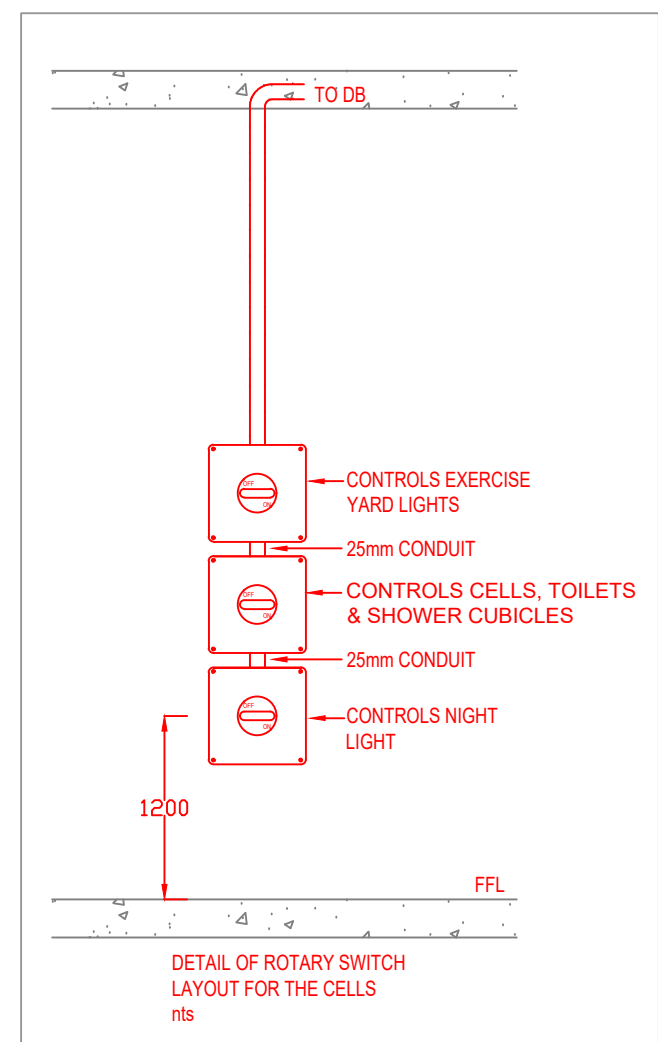 TO DB
OFF
ON
CONTROLS EXERCISE
YARD LIGHTS
25mm CONDUIT
OFF
ON
CONTROLS CELLS, TOILETS
& SHOWER CUBICLES
25mm CONDUIT
OFF
ON
CONTROLS NIGHT
LIGHT
1200
FFL
DETAIL OF ROTARY SWITCH
LAYOUT FOR THE CELLS
nts